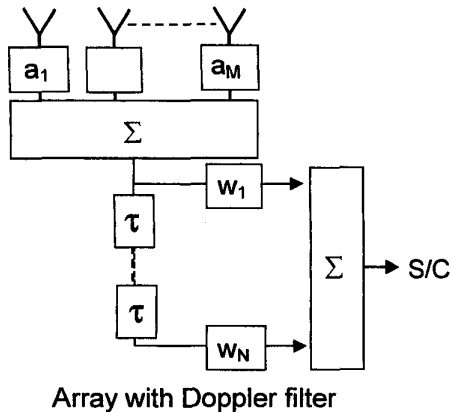 a1 aM
Σ
w1
τ
Σ S/C
τ
wN
Array with Doppler filter